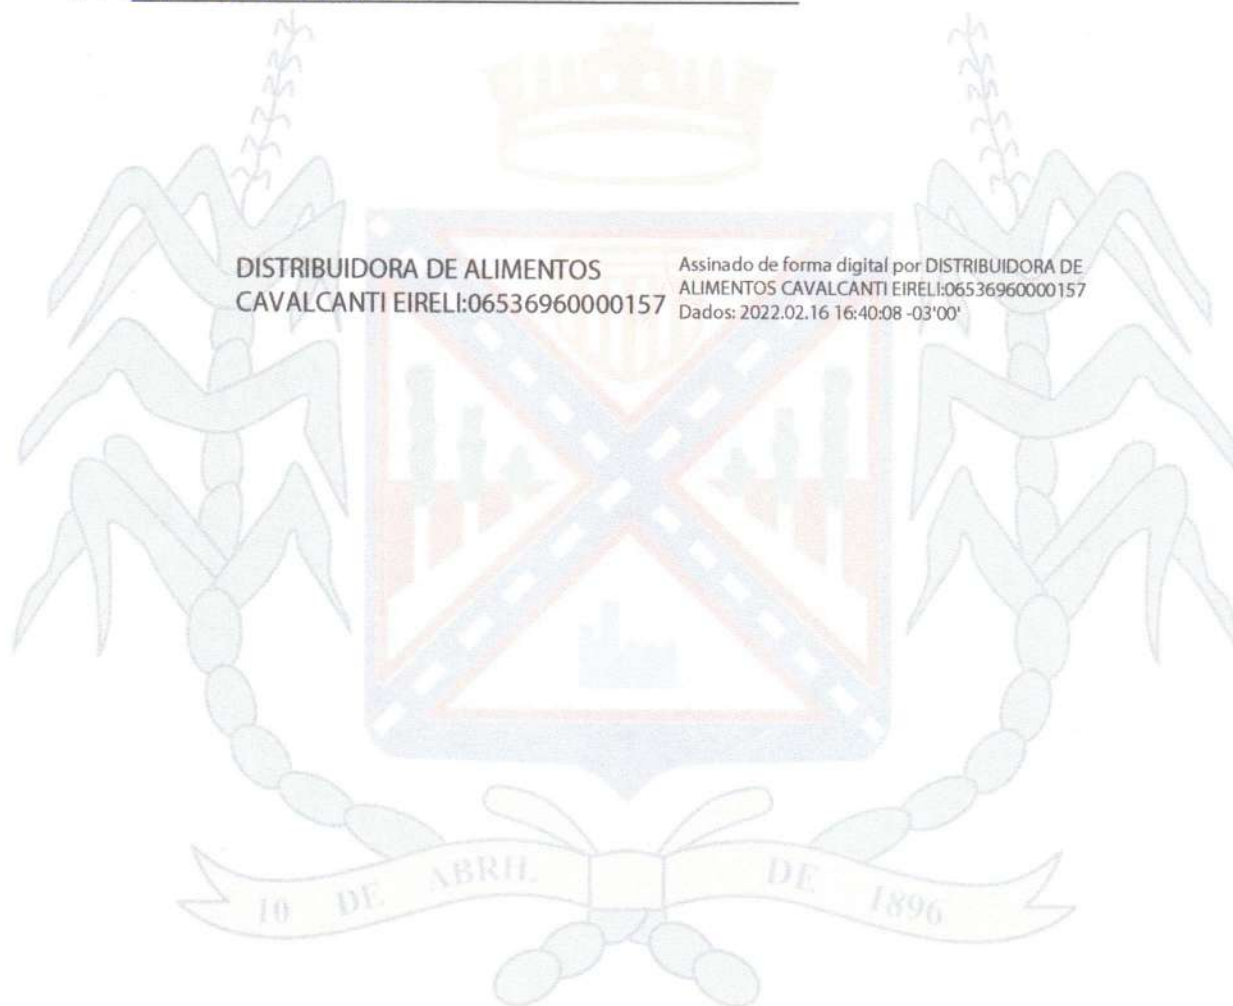 DISTRIBUIDORA DE ALIMENTOS
CAVALCANTI EIRELI:06536960000157
Assinado de forma digital por DISTRIBUIDORA DE
ALIMENTOS CAVALCANTI EIRELI:06536960000157
Dados: 2022.02.16 16:40:08 -03'00'
10 DE ABRIL DE 1896